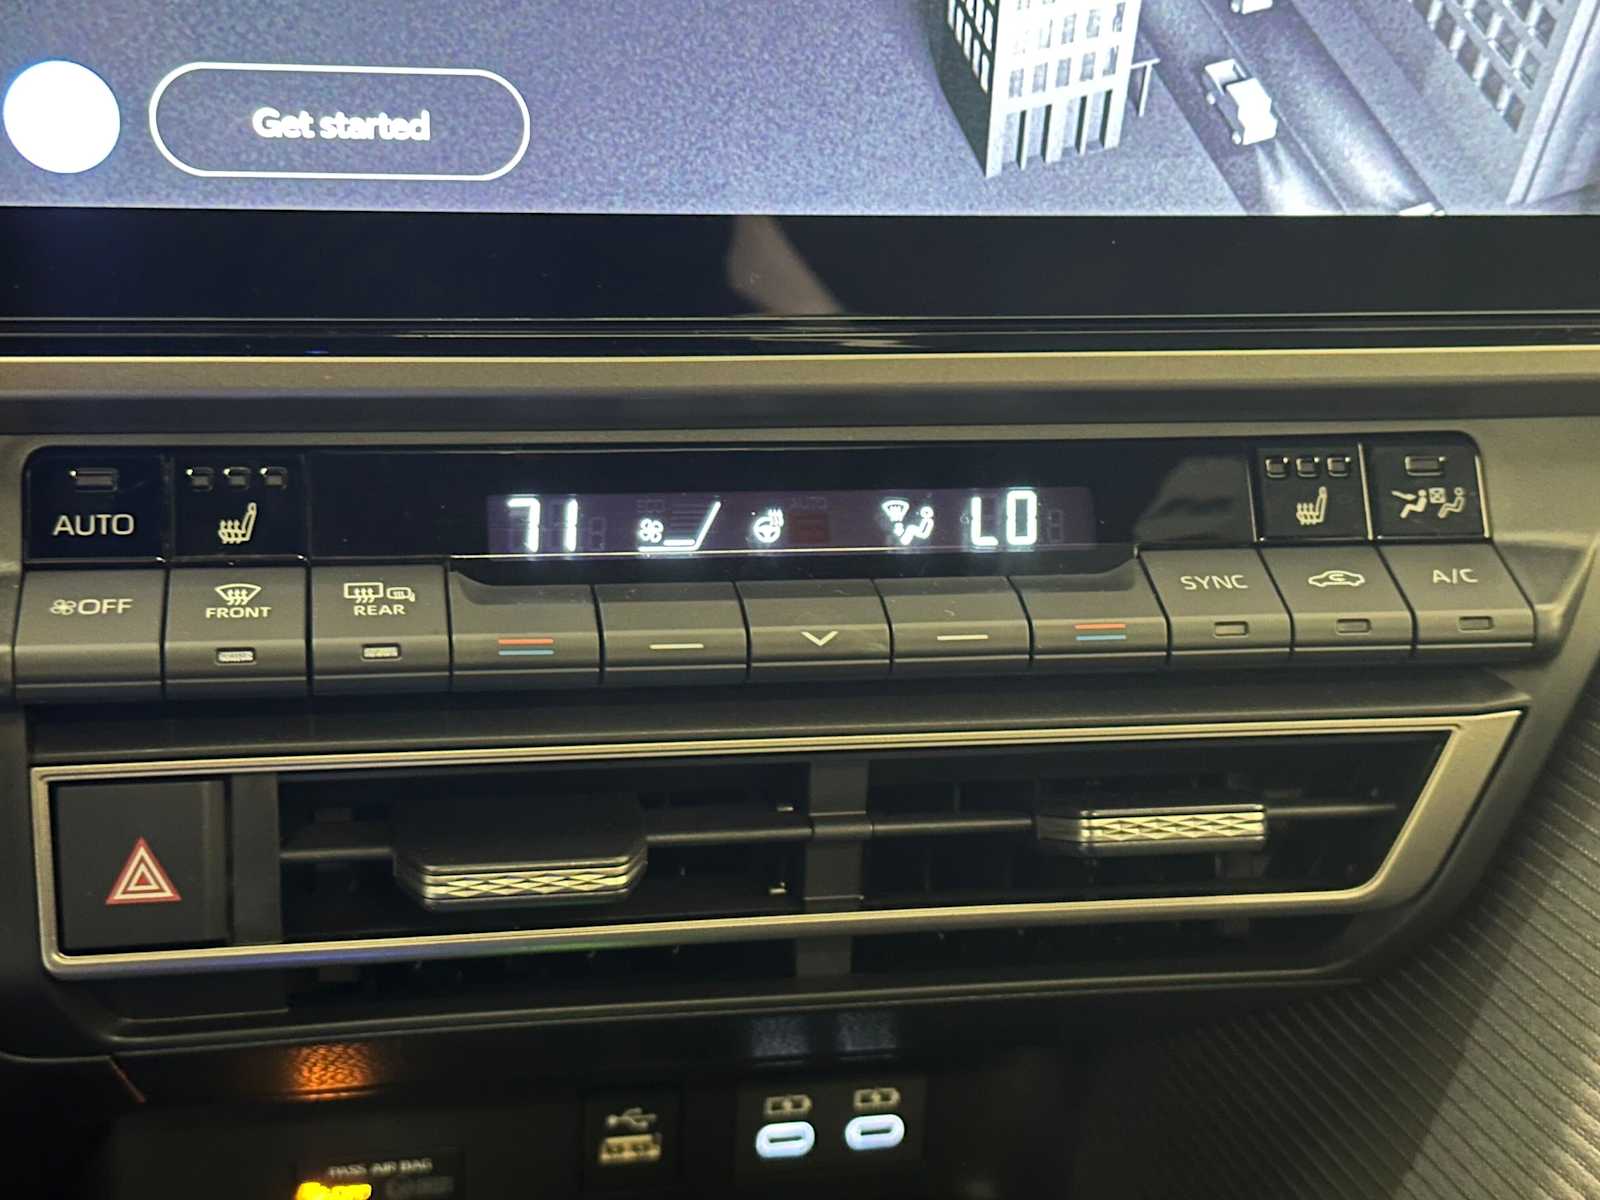 Get started
71
LO
AUTO
OFF
FRONT
REAR
SYNC
A/C
PASS AIR BAG